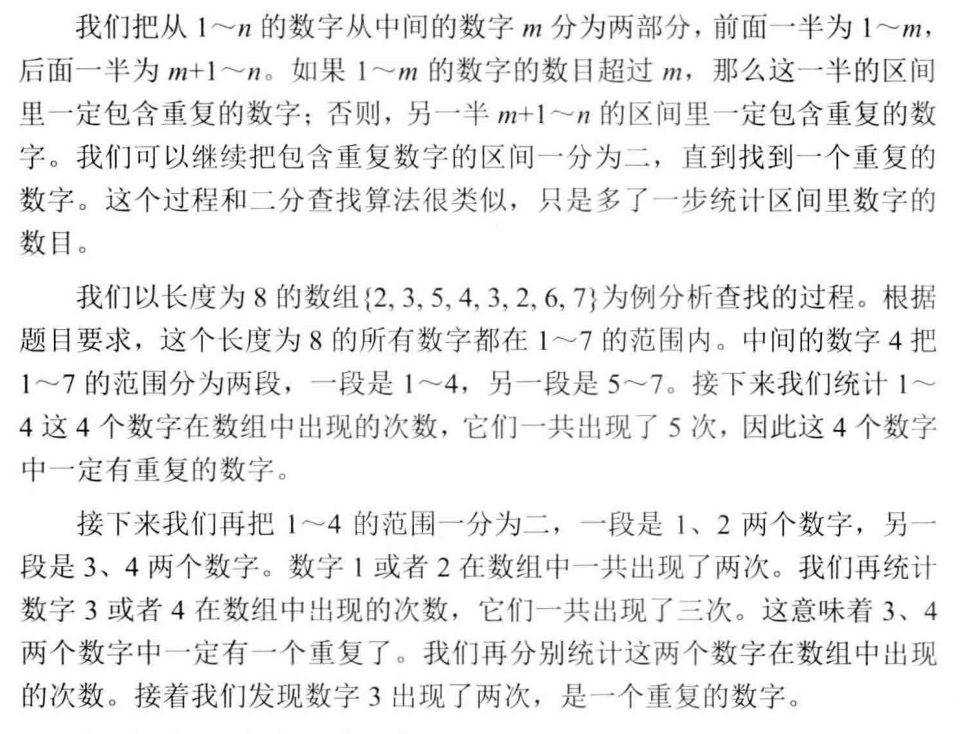 我们把从 1～n 的数字从中间的数字 m 分为两部分，前面一半为 1～m，
后面一半为 m+1～n。如果 1～m 的数字的数目超过 m，那么这一半的区间
里一定包含重复的数字；否则，另一半 m+1～n 的区间里一定包含重复的数
字。我们可以继续把包含重复数字的区间一分为二，直到找到一个重复的
数字。这个过程和二分查找算法很类似，只是多了一步统计区间里数字的
数目。
我们以长度为 8 的数组{2, 3, 5, 4, 3, 2, 6, 7}为例分析查找的过程。根据
题目要求，这个长度为 8 的所有数字都在 1～7 的范围内。中间的数字 4 把
1～7 的范围分为两段，一段是 1～4，另一段是 5～7。接下来我们统计 1～
4 这 4 个数字在数组中出现的次数，它们一共出现了 5 次，因此这 4 个数字
中一定有重复的数字。
接下来我们再把 1～4 的范围一分为二，一段是 1、2 两个数字，另一
段是 3、4 两个数字。数字 1 或者 2 在数组中一共出现了两次。我们再统计
数字 3 或者 4 在数组中出现的次数，它们一共出现了三次。这意味着 3、4
两个数字中一定有一个重复了。我们再分别统计这两个数字在数组中出现
的次数。接着我们发现数字 3 出现了两次，是一个重复的数字。